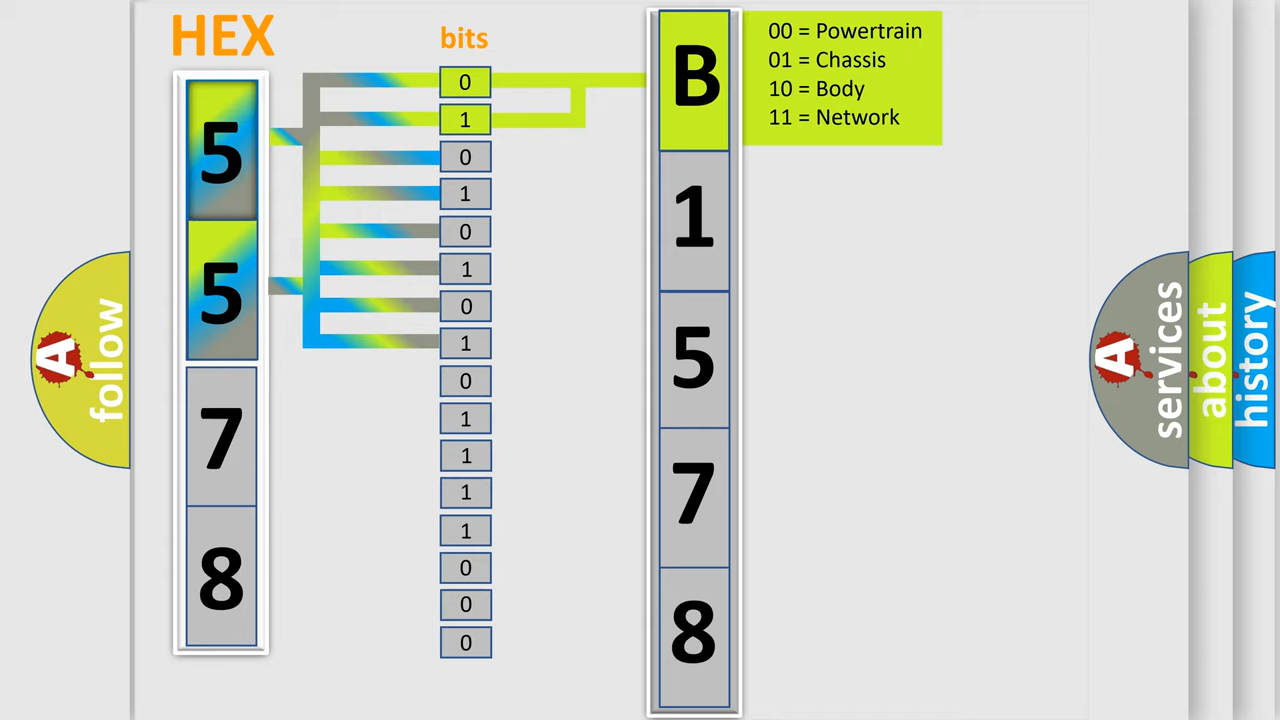 HEX
bits
5
5
7
8
0
1
0
1
0
1
0
1
0
1
1
1
1
0
0
0
B
1
5
7
8
00 = Powertrain
01 = Chassis
10 = Body
11 = Network
A
follow
A
services
about
history